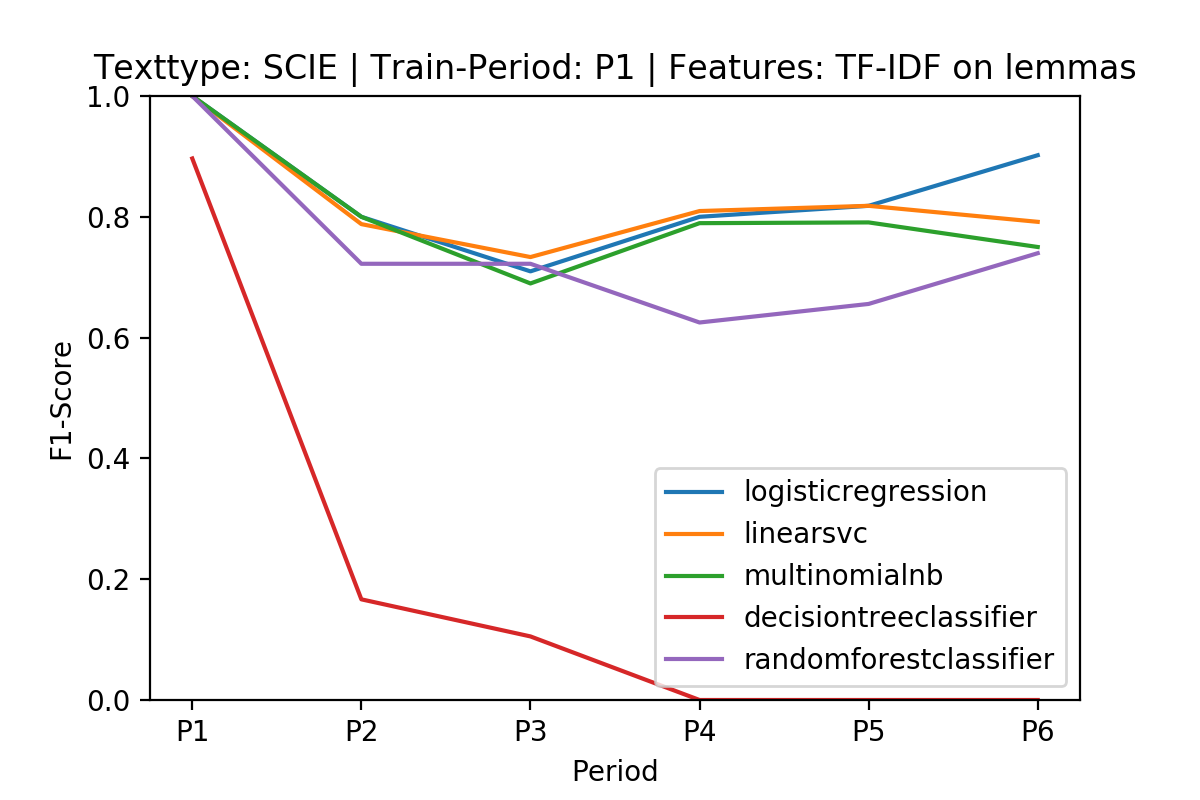 Texttype: SCIE | Train-Period: P1 | Features: TF-IDF on lemmas
1.0
0.8
0.6
0.4
0.2
0.0
F1-Score
logisticregression
linearsvc
multinomialnb
decisiontreeclassifier
randomforestclassifier
P1 P2 P3 P4 P5 P6
Period